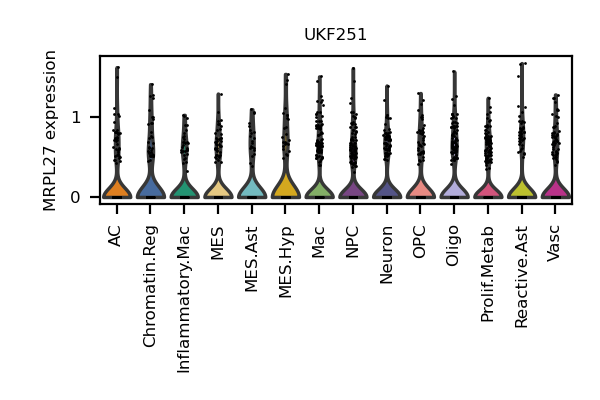 UKF251
MRPL27 expression
1
0
AC
Chromatin.Reg
Inflammatory.Mac
MES
MES.Ast
MES.Hyp
Mac
NPC
Neuron
OPC
Oligo
Prolif.Metab
Reactive.Ast
Vasc